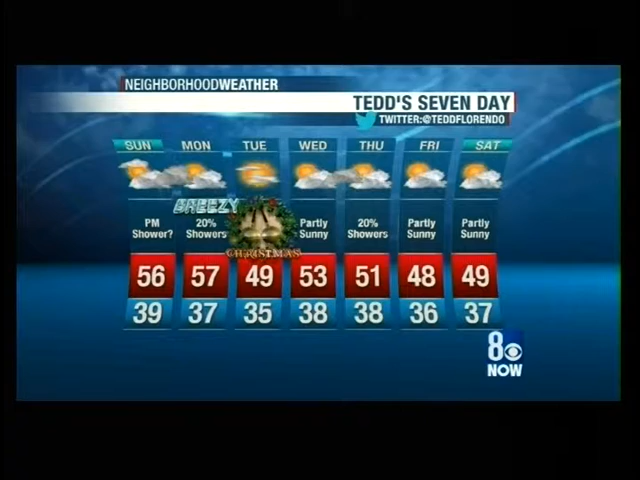 NEIGHBORHOODWEATHER
TEDD'S SEVEN DAY
TWITTER:@TEDDFLORENDO
SUN MON TUE WED THU FRI SAT
BREEZY
PM Shower?
20% Showers
CHRISTMAS
Partly Sunny
20% Showers
Partly Sunny
Partly Sunny
56 57 49 53 51 48 49
39 37 35 38 38 36 37
8
NOW